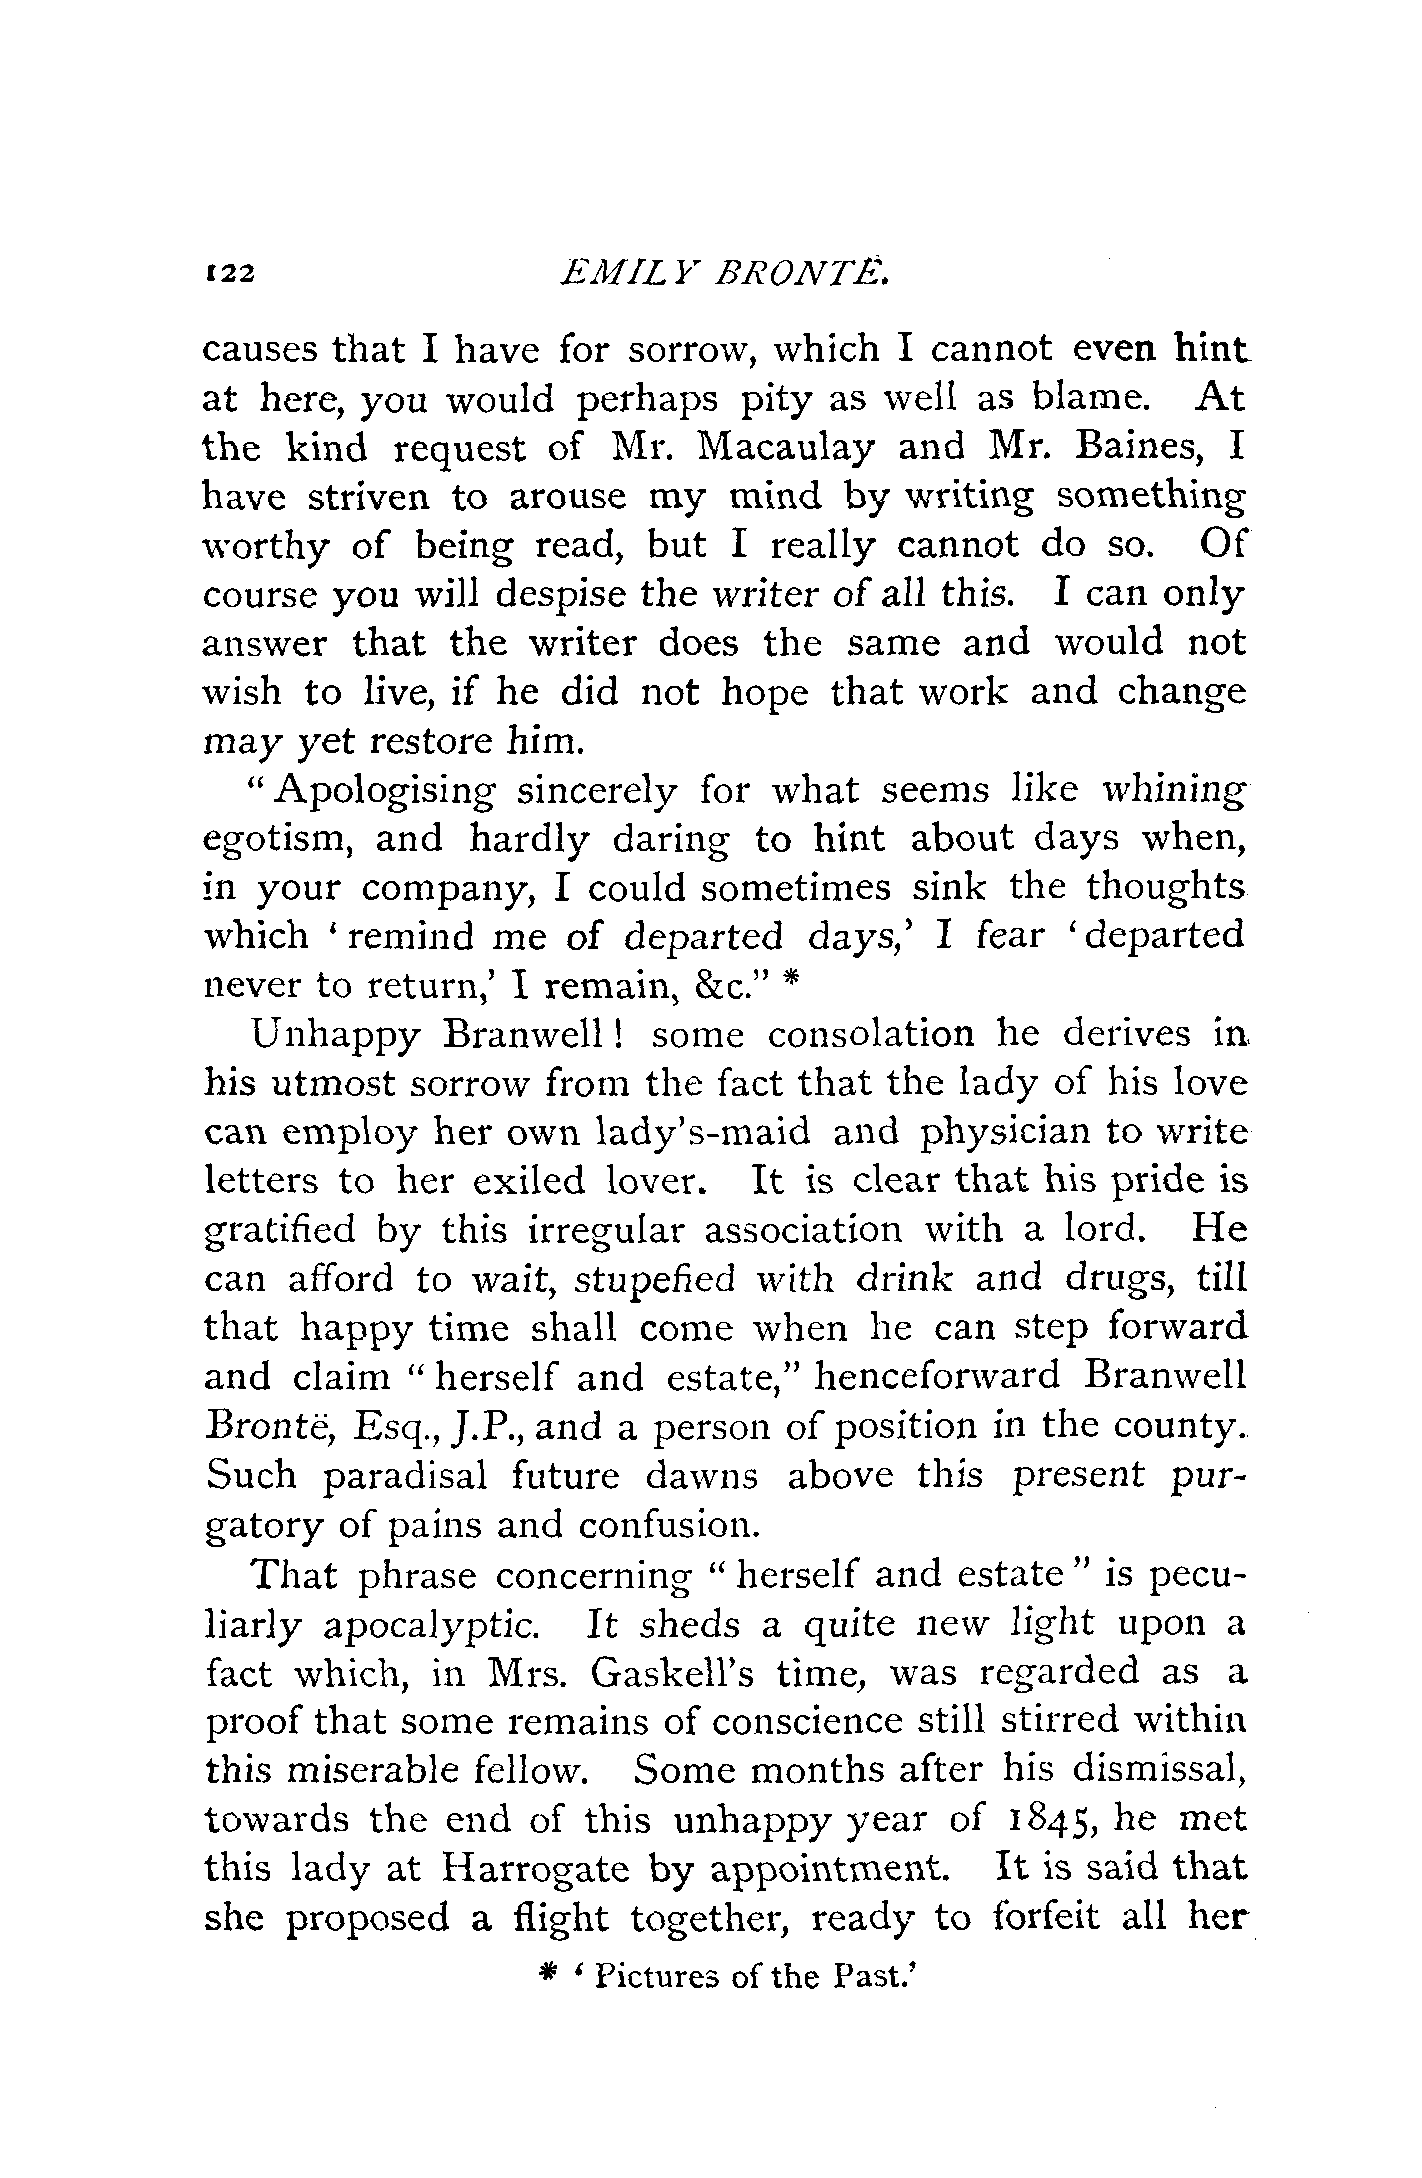 122 EMILY BRONTË.
causes that I have for sorrow, which I cannot even hint
at here, you would perhaps pity as well as blame. At
the kind request of Mr. Macaulay and Mr. Baines, I
have striven to arouse my mind by writing something
worthy of being read, but I really cannot do so. Of
course you will despise the writer of all this. I can only
answer that the writer does the same and would not
wish to live, if he did not hope that work and change
may yet restore him.
“Apologising sincerely for what seems like whining
egotism, and hardly daring to hint about days when,
in your company, I could sometimes sink the thoughts
which ‘remind me of departed days,’ I fear ‘departed
never to return,’ I remain, &c.” *
Unhappy Branwell! some consolation he derives in
his utmost sorrow from the fact that the lady of his love
can employ her own lady's-maid and physician to write
letters to her exiled lover. It is clear that his pride is
gratified by this irregular association with a lord. He
can afford to wait, stupefied with drink and drugs, till
that happy time shall come when he can step forward
and claim “herself and estate,” henceforward Branwell
Brontë, Esq., J.P., and a person of position in the county.
Such paradisal future dawns above this present pur-
gatory of pains and confusion.
That phrase concerning “herself and estate” is pecu-
liarly apocalyptic. It sheds a quite new light upon a
fact which, in Mrs. Gaskell's time, was regarded as a
proof that some remains of conscience still stirred within
this miserable fellow. Some months after his dismissal,
towards the end of this unhappy year of 1845, he met
this lady at Harrogate by appointment. It is said that
she proposed a flight together, ready to forfeit all her
* ‘Pictures of the Past.’